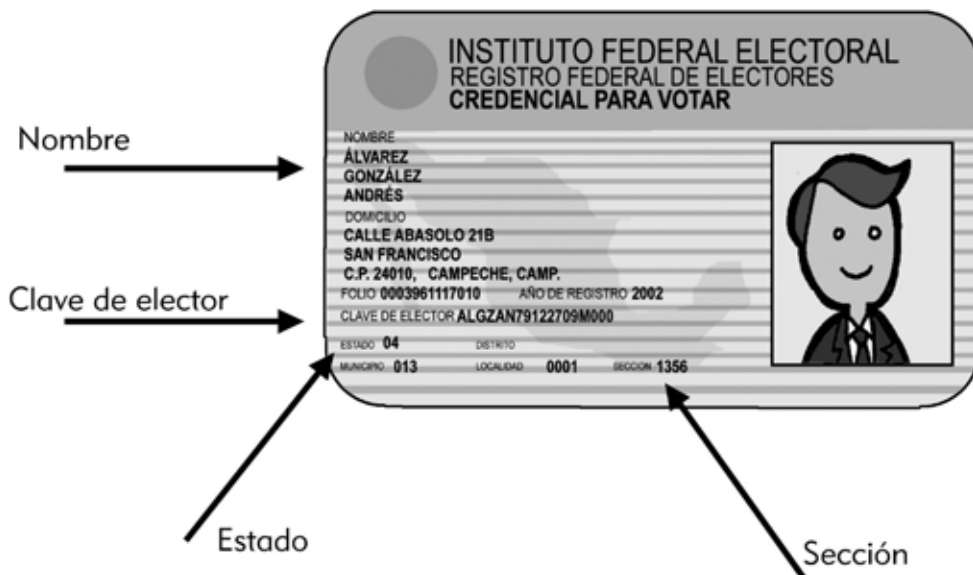 INSTITUTO FEDERAL ELECTORAL
REGISTRO FEDERAL DE ELECTORES
CREDENCIAL PARA VOTAR
Nombre
NOMBRE
ÁLVAREZ
GONZÁLEZ
ANDRÉS
DOMICILIO
CALLE ABASOLO 21B
SAN FRANCISCO
C.P. 24010, CAMPECHE, CAMP.
FOLIO 0003961117010 AÑO DE REGISTRO 2002
Clave de elector
CLAVE DE ELECTOR ALGZAN79122709M000
ESTADO 04 DISTRITO
MUNICIPIO 013 LOCALIDAD 0001 SECCION 1356
Estado
Sección